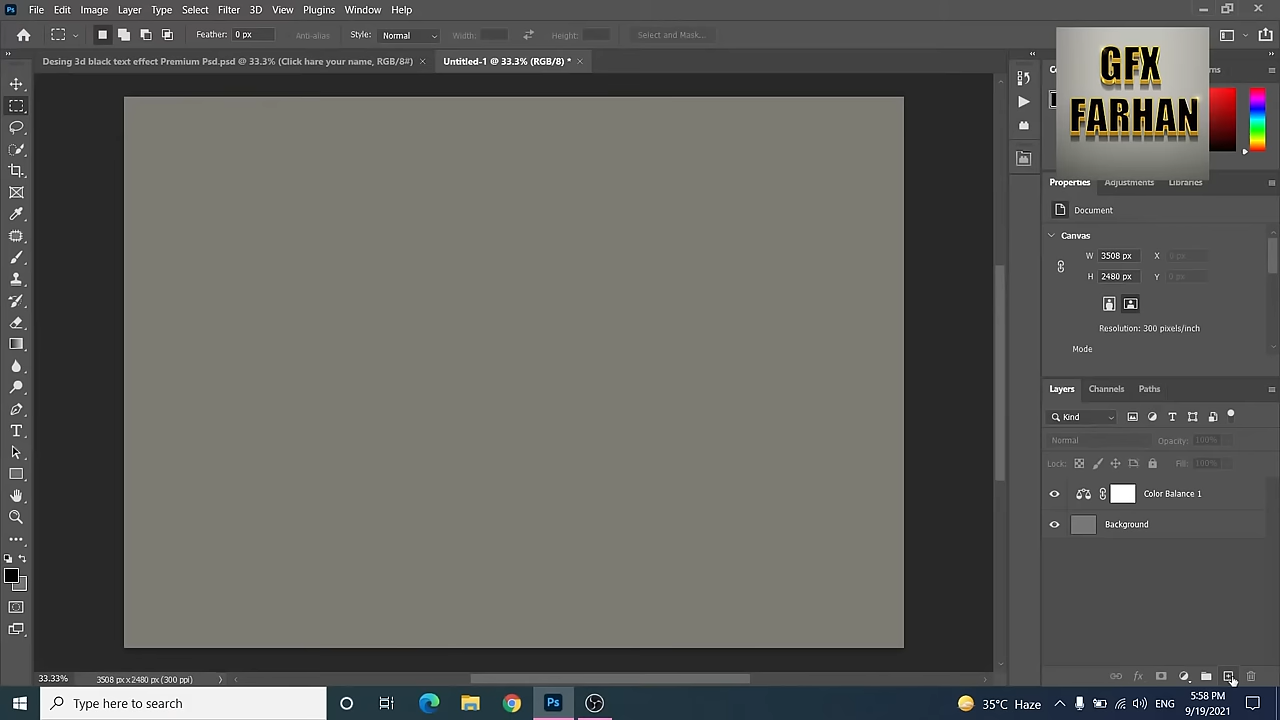 Ps File Edit Image Layer Type Select Filter 3D View Plugins Window Help
Feather: 0 px Anti-alias Style: Normal Width: Height: Select and Mask...
Desing 3d black text effect Premium Psd.psd @ 33.3% (Click hare your name, RGB/8#) × Untitled-1 @ 33.3% (RGB/8) * ×
GFX
FARHAN
Properties Adjustments Libraries
Document
Canvas
W 3508 px X 0 px
H 2480 px Y 0 px
Resolution: 300 pixels/inch
Mode
Layers Channels Paths
Kind
Normal Opacity: 100%
Lock: Fill: 100%
Color Balance 1
Background
fx
33.33% 3508 px x 2480 px (300 ppi)
Type here to search
Ps
35°C Haze
ENG
5:58 PM
9/19/2021